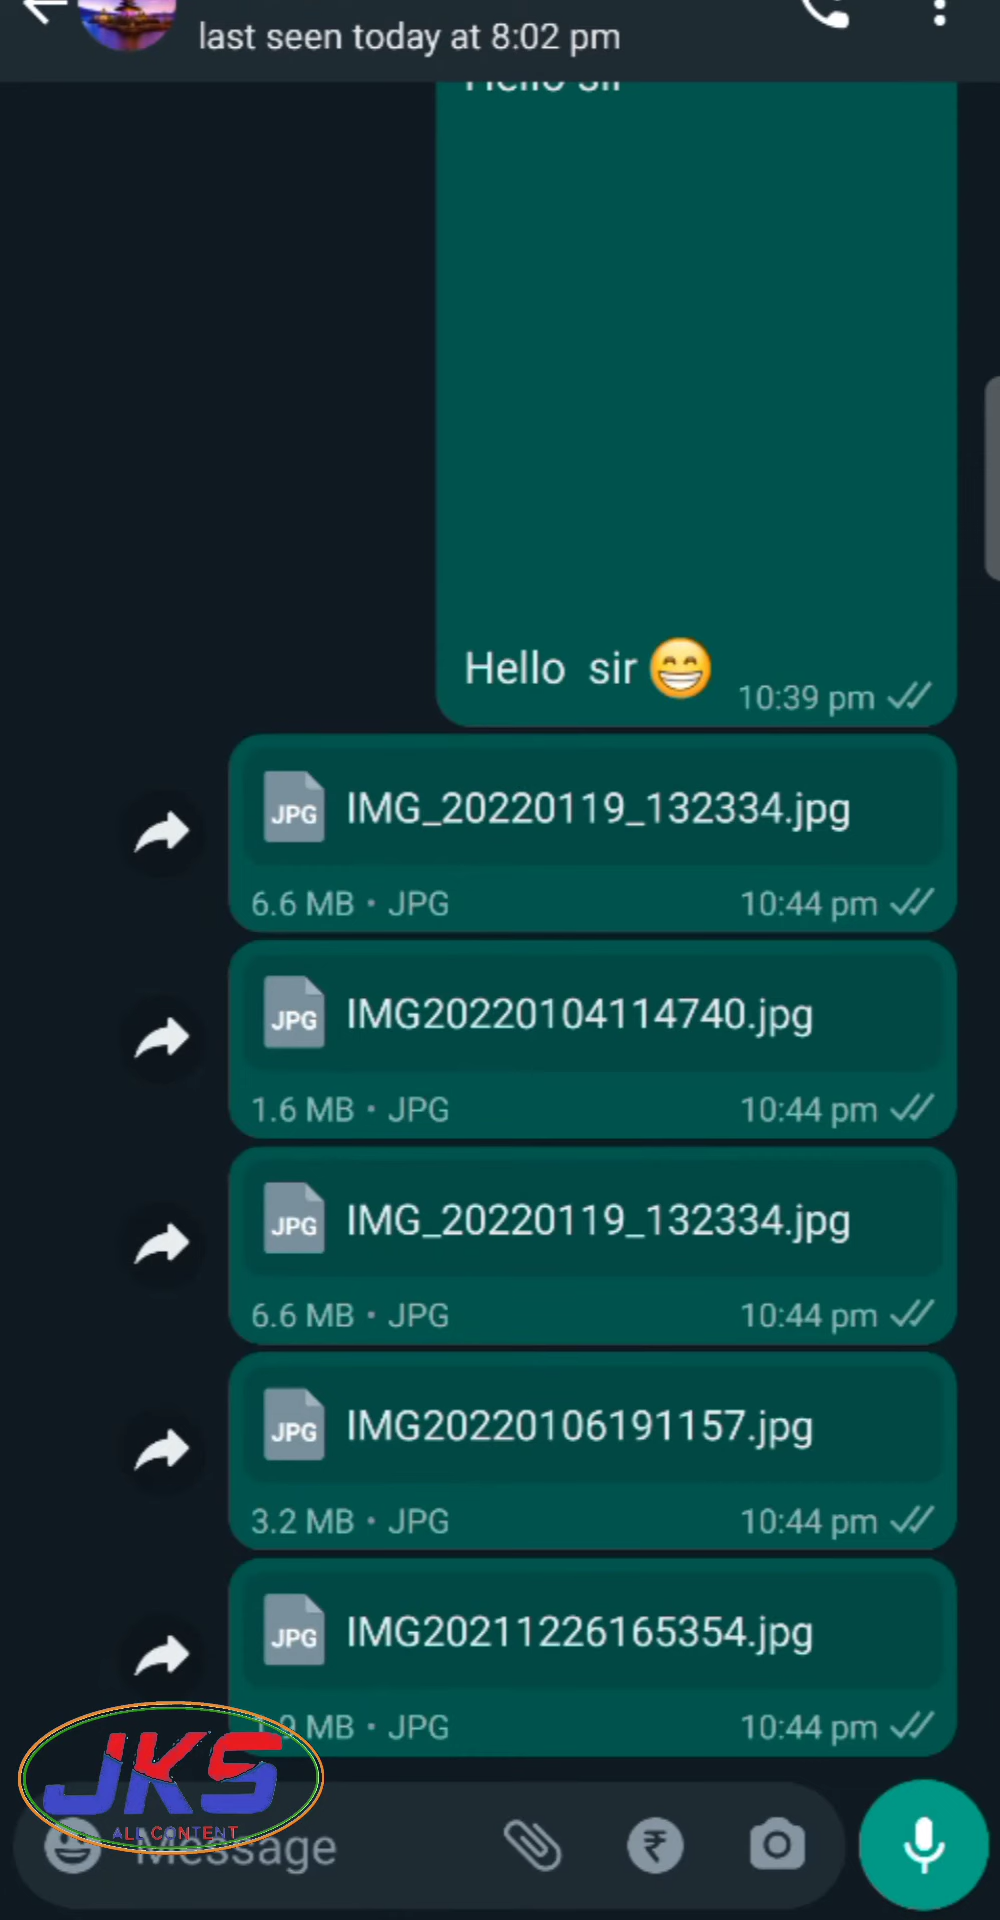 last seen today at 8:02 pm
Hello sir
Hello sir 😁
10:39 pm
JPG
IMG_20220119_132334.jpg
6.6 MB • JPG
10:44 pm
JPG
IMG20220104114740.jpg
1.6 MB • JPG
10:44 pm
JPG
IMG_20220119_132334.jpg
6.6 MB • JPG
10:44 pm
JPG
IMG20220106191157.jpg
3.2 MB • JPG
10:44 pm
JPG
IMG20211226165354.jpg
MB • JPG
10:44 pm
JKS
ALL CONTENT
Message
₹